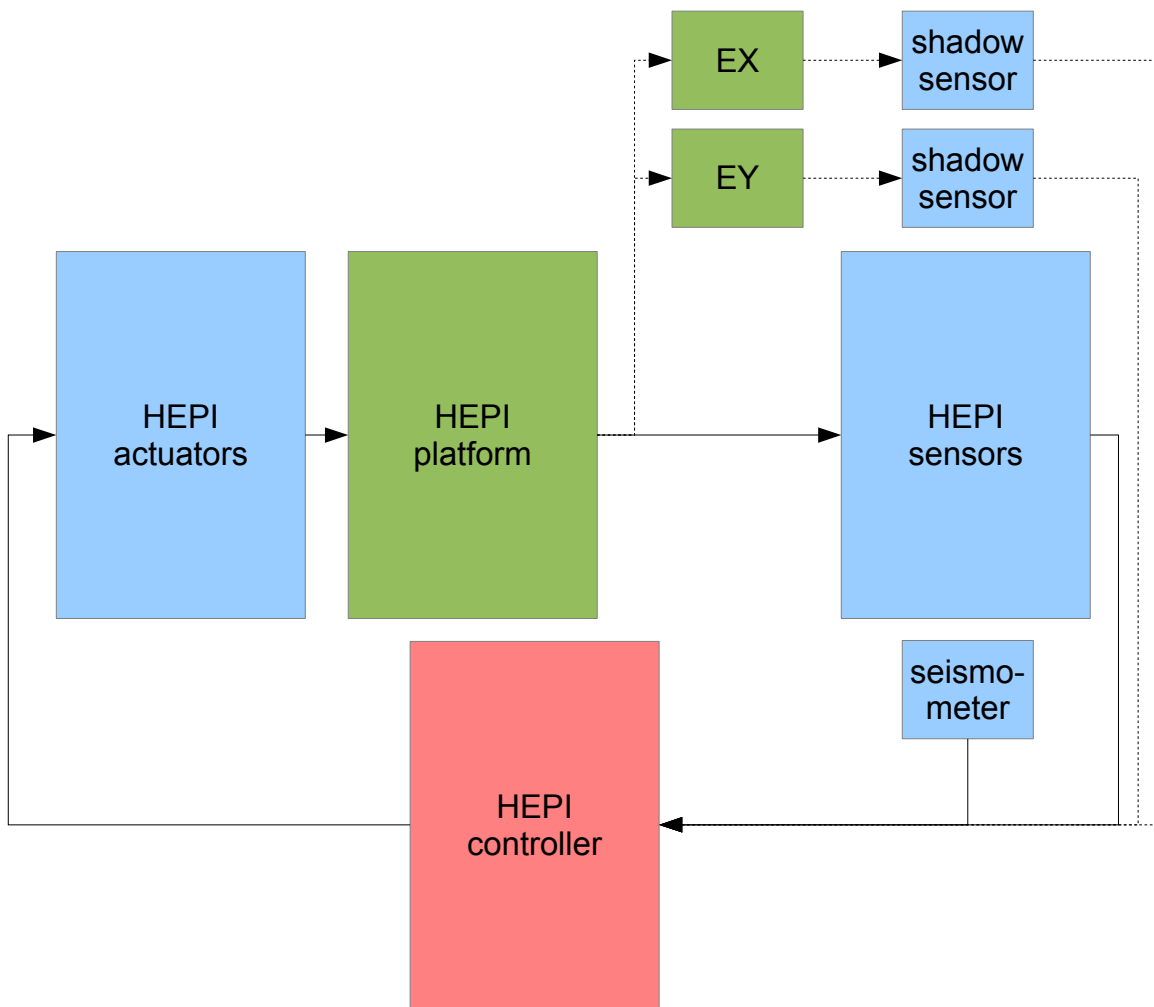 EX
shadow
sensor
EY
shadow
sensor
HEPI
actuators
HEPI
platform
HEPI
sensors
seismo-
meter
HEPI
controller